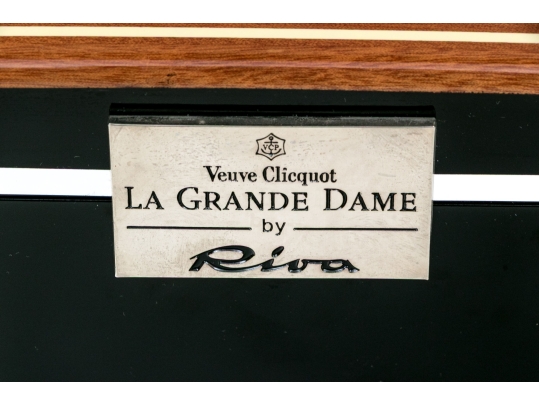 VCP
Veuve Clicquot
LA GRANDE DAME
by
Riva